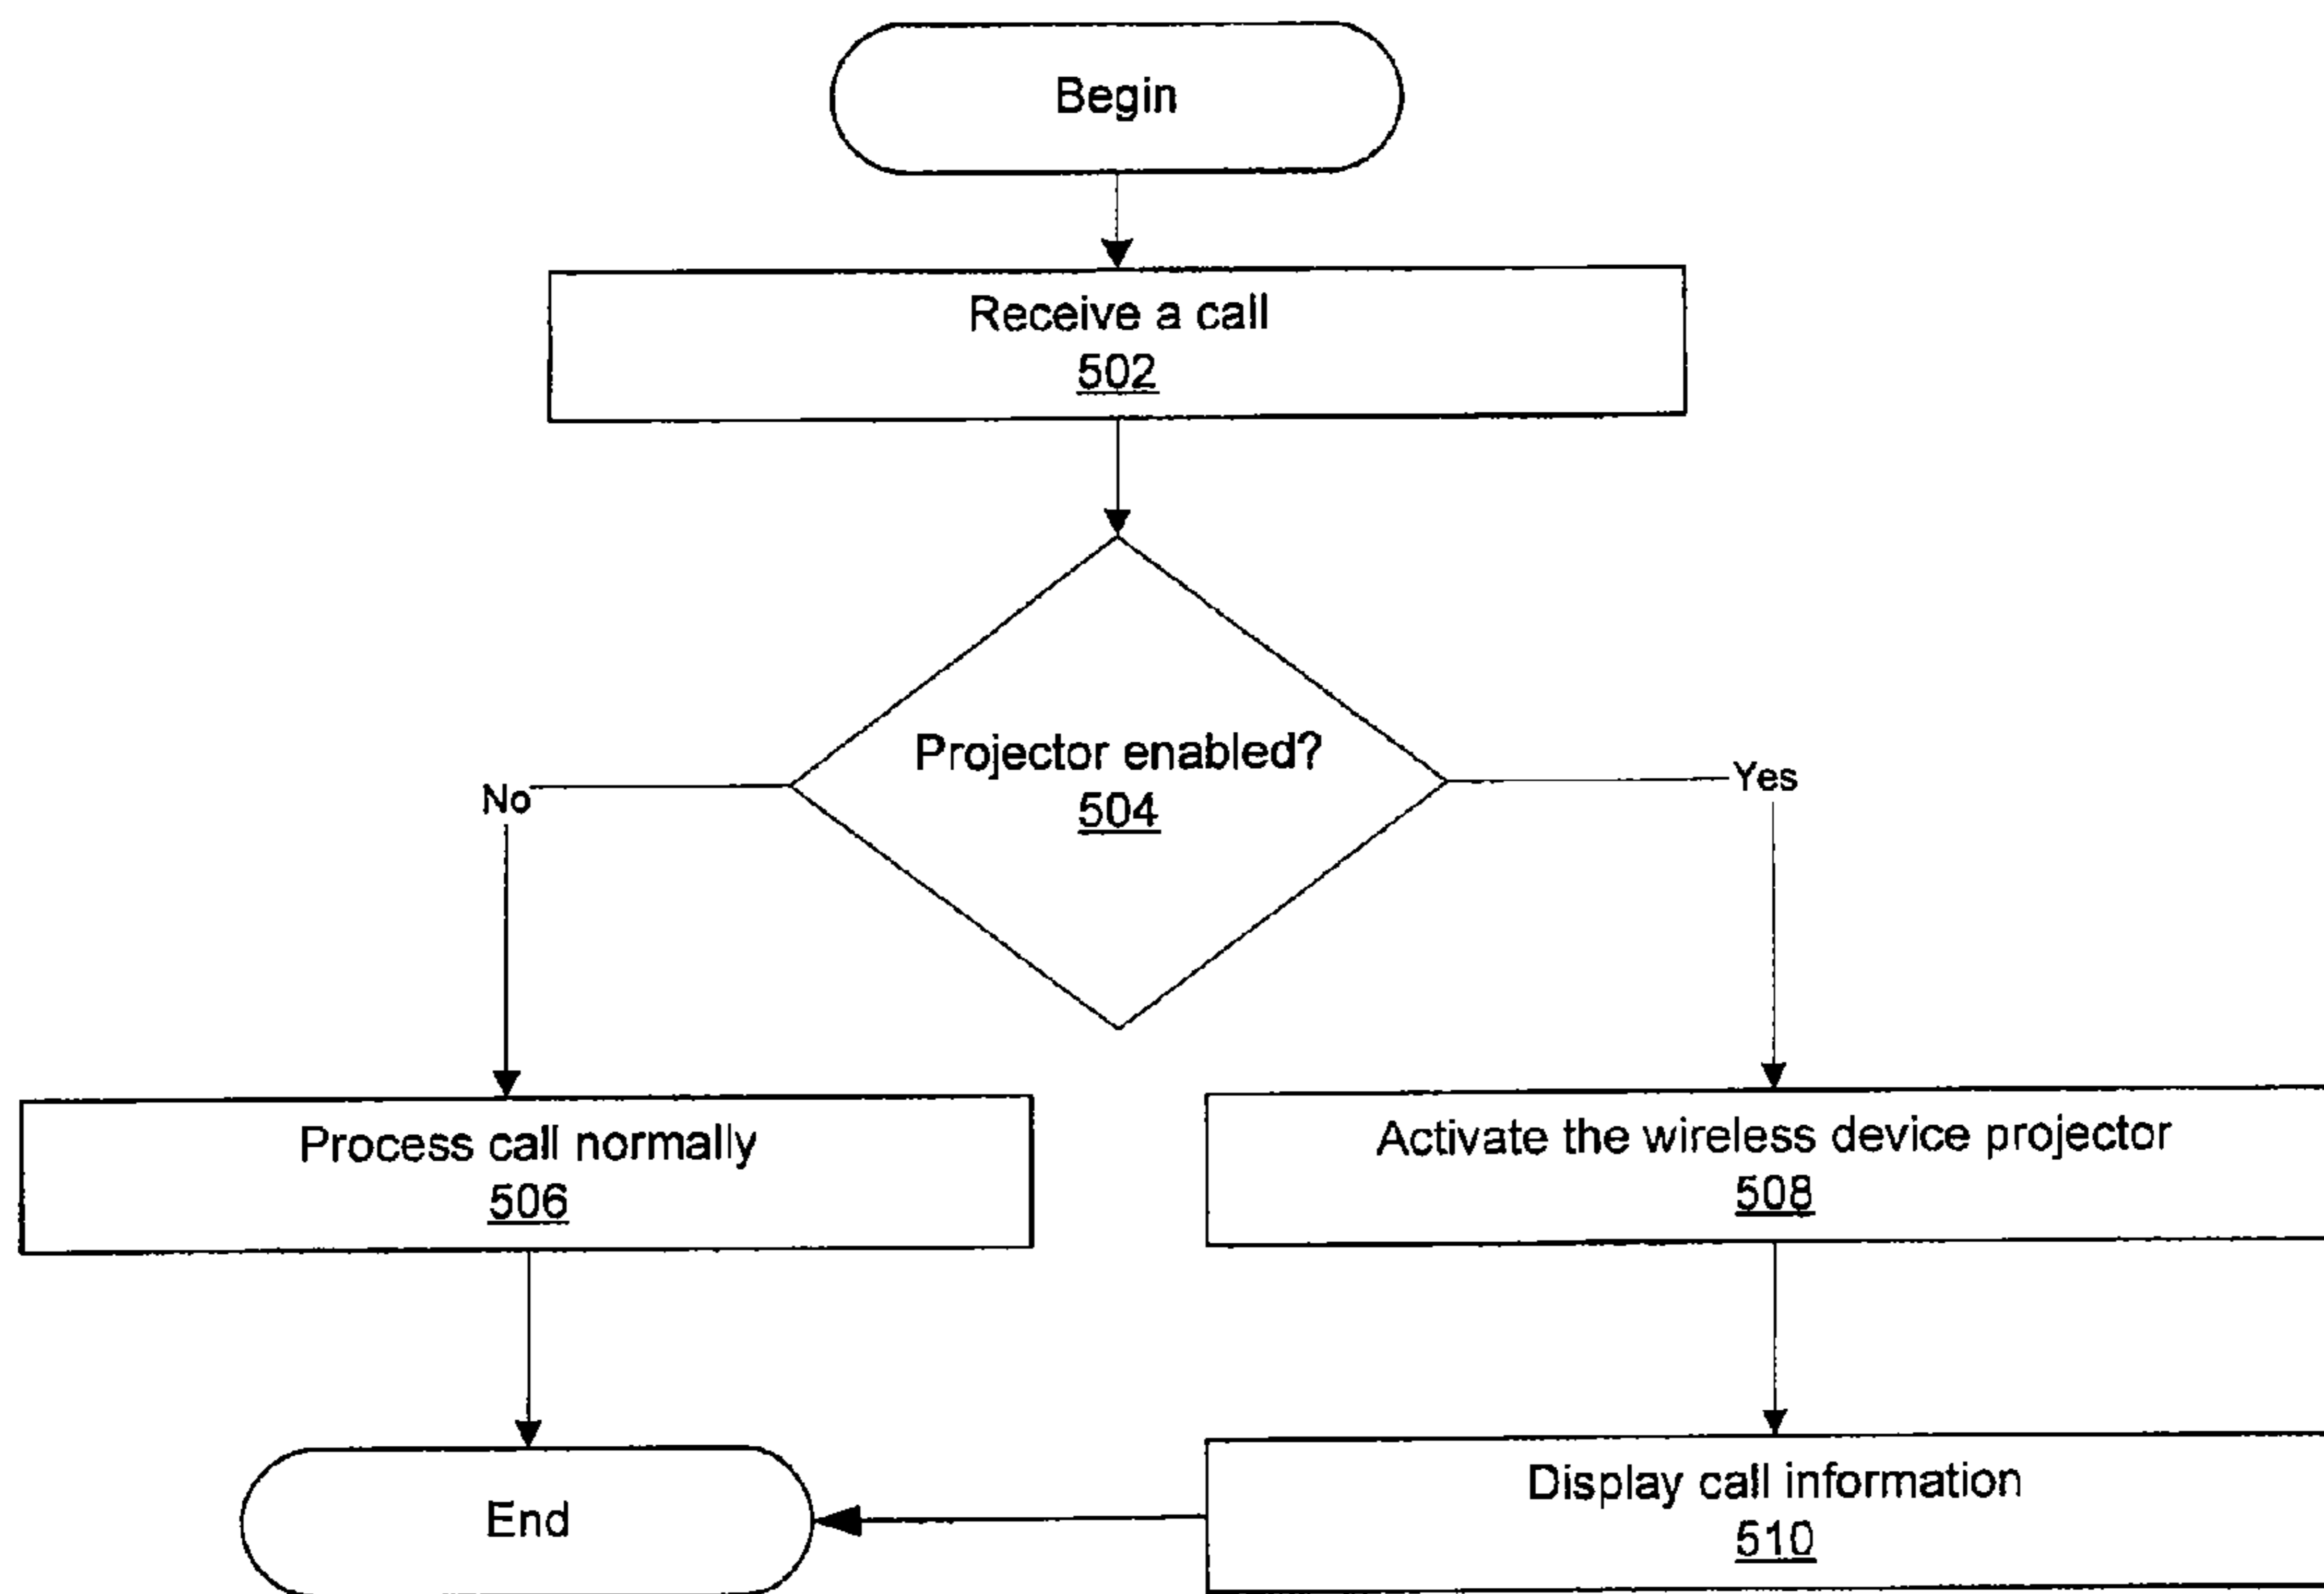 Begin
Receive a call
502
Projector enabled?
504
No
Yes
Process call normally
506
Activate the wireless device projector
508
End
Display call information
510